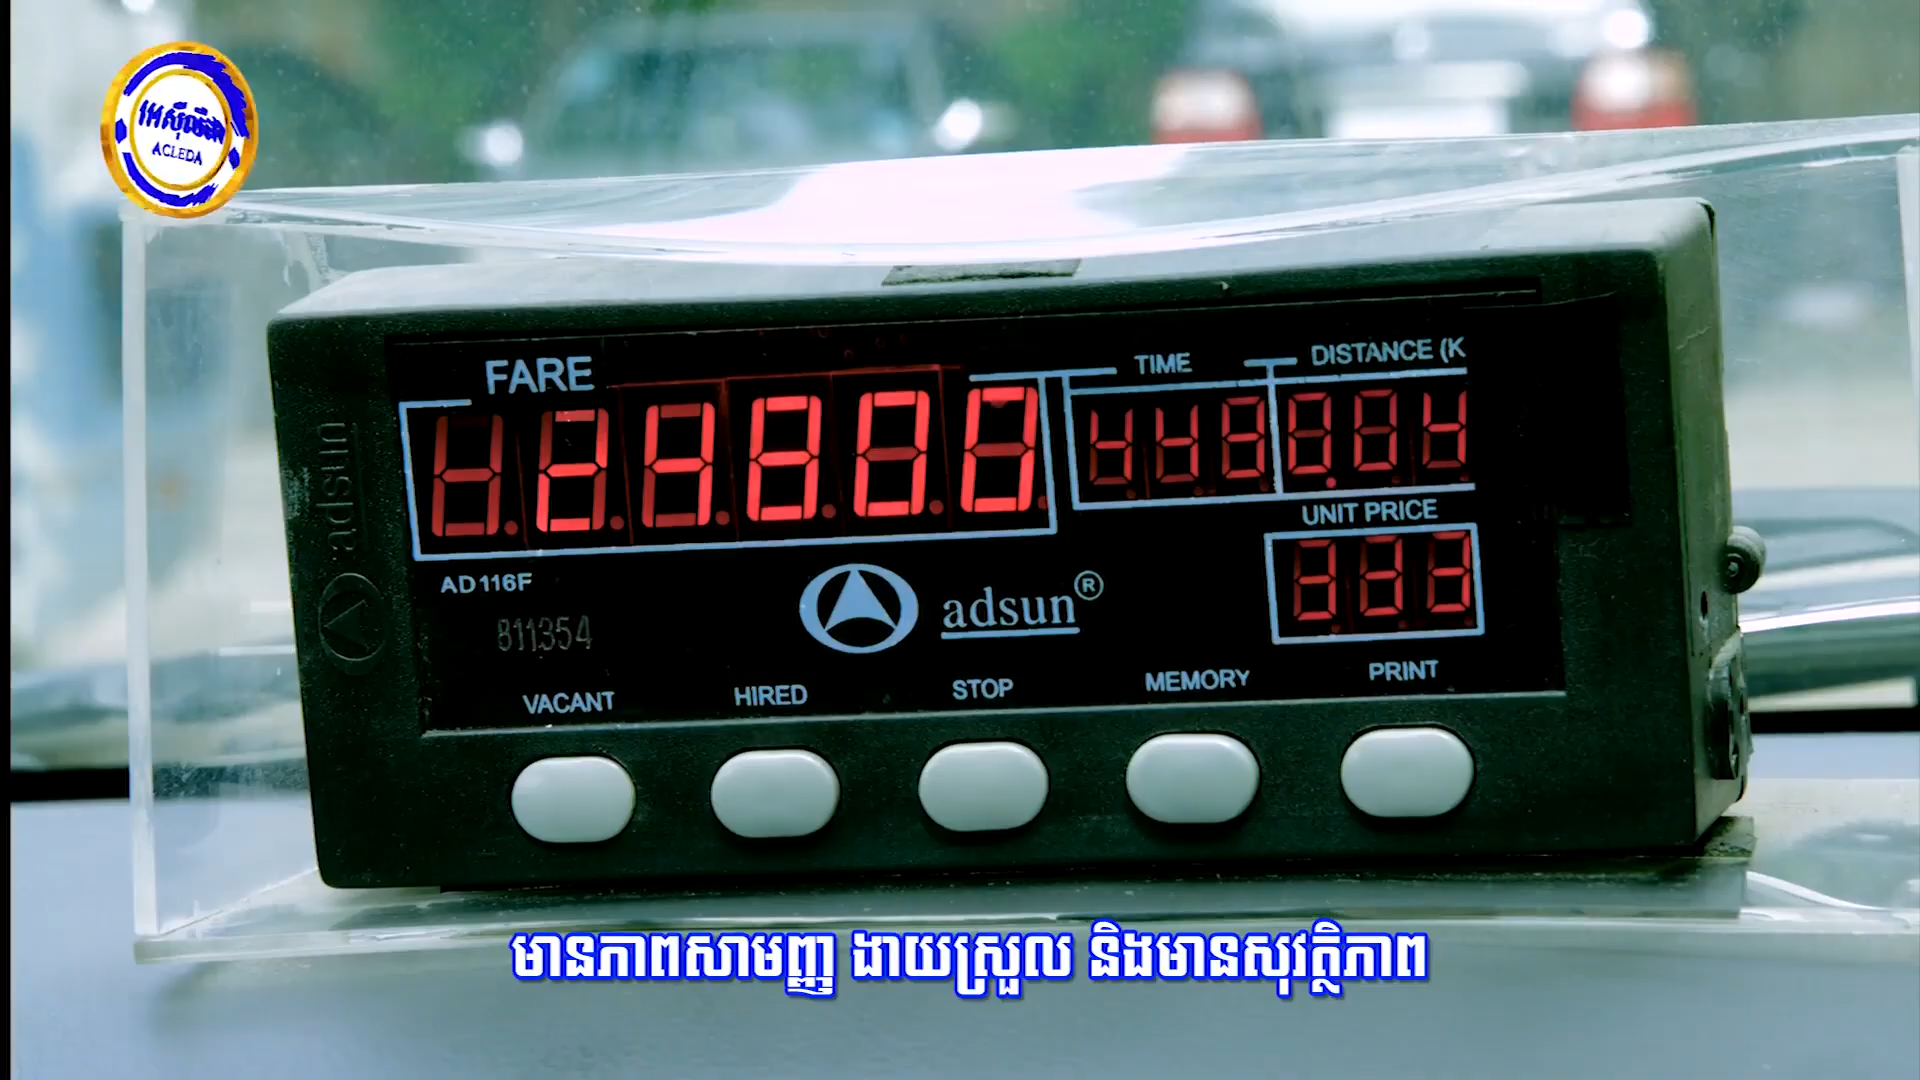 អេស៊ីលីដា
ACLEDA
FARE
TIME
DISTANCE (K
UNIT PRICE
adsun
AD116F
811354
adsun®
VACANT
HIRED
STOP
MEMORY
PRINT
មានភាពសាមញ្ញ ងាយស្រួល និងមានសុវត្ថិភាព